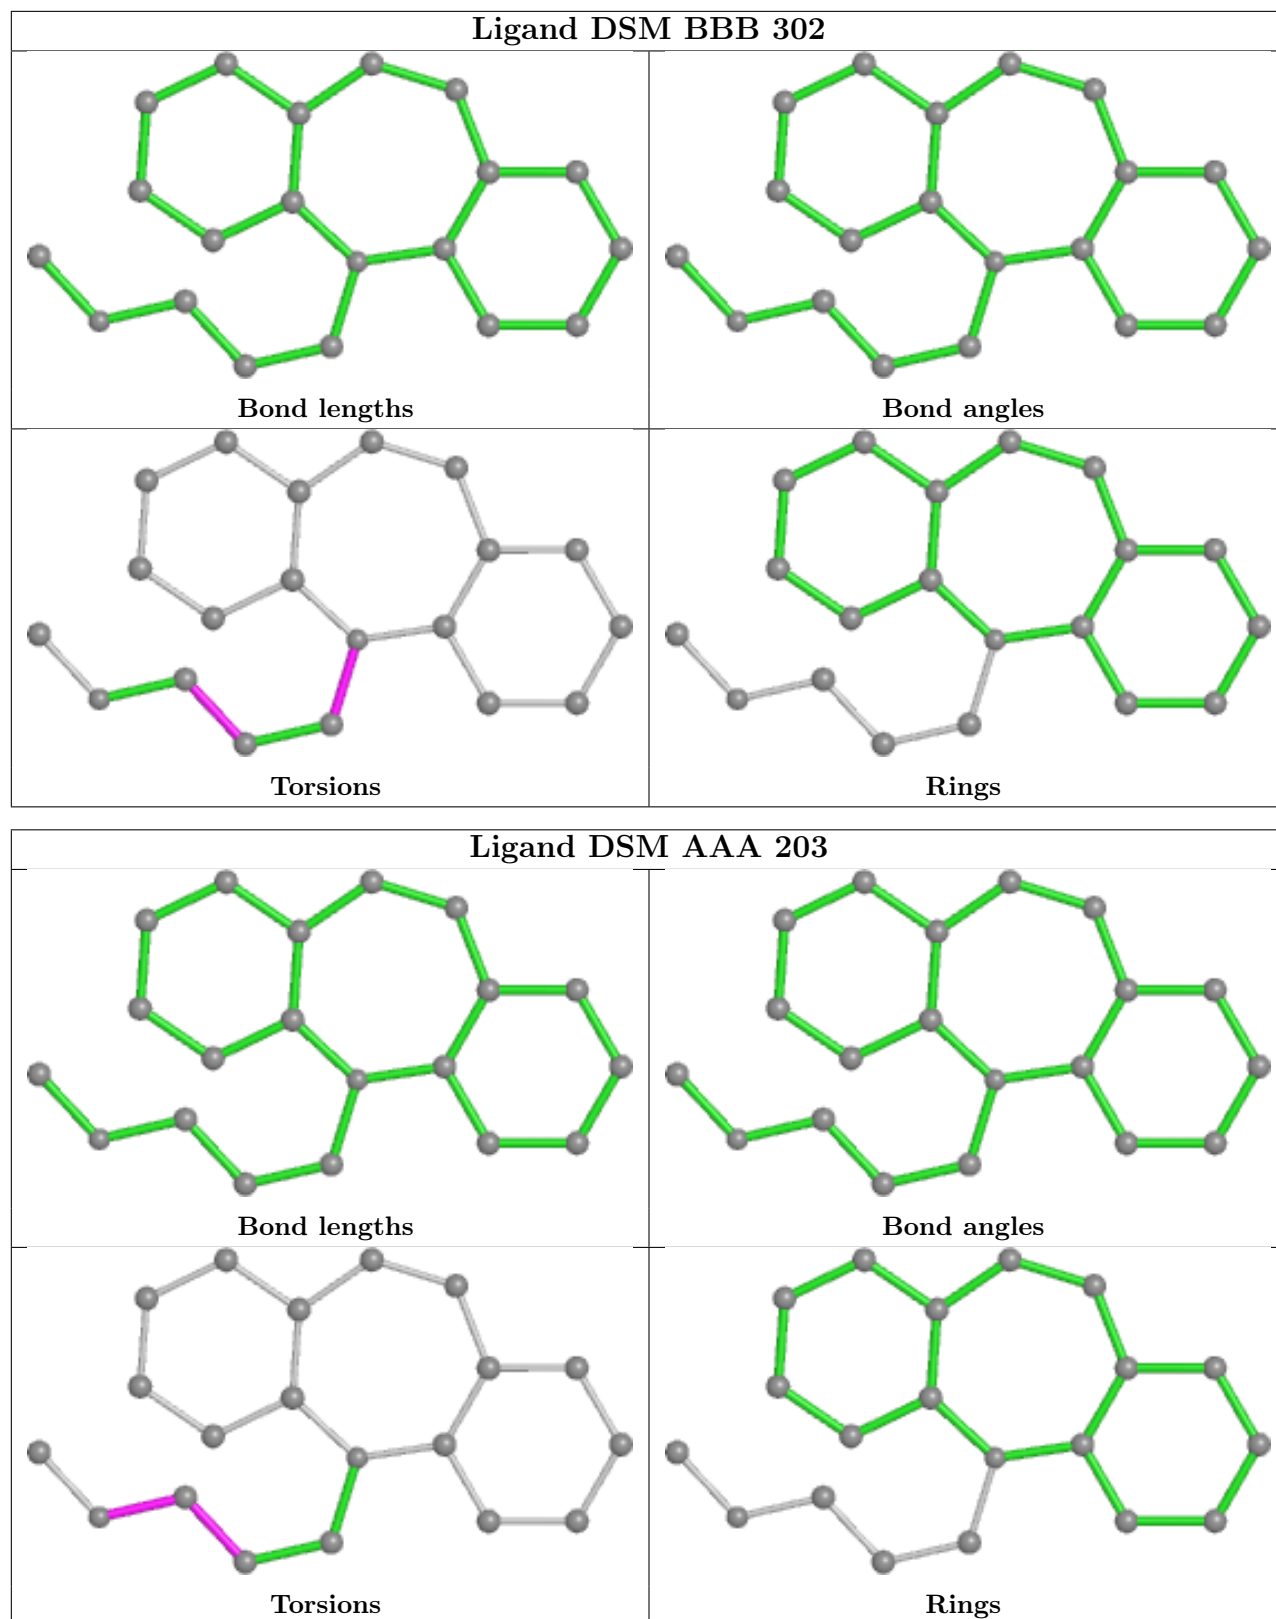 Ligand DSM BBB 302
Bond lengths
Bond angles
Torsions
Rings
Ligand DSM AAA 203
Bond lengths
Bond angles
Torsions
Rings